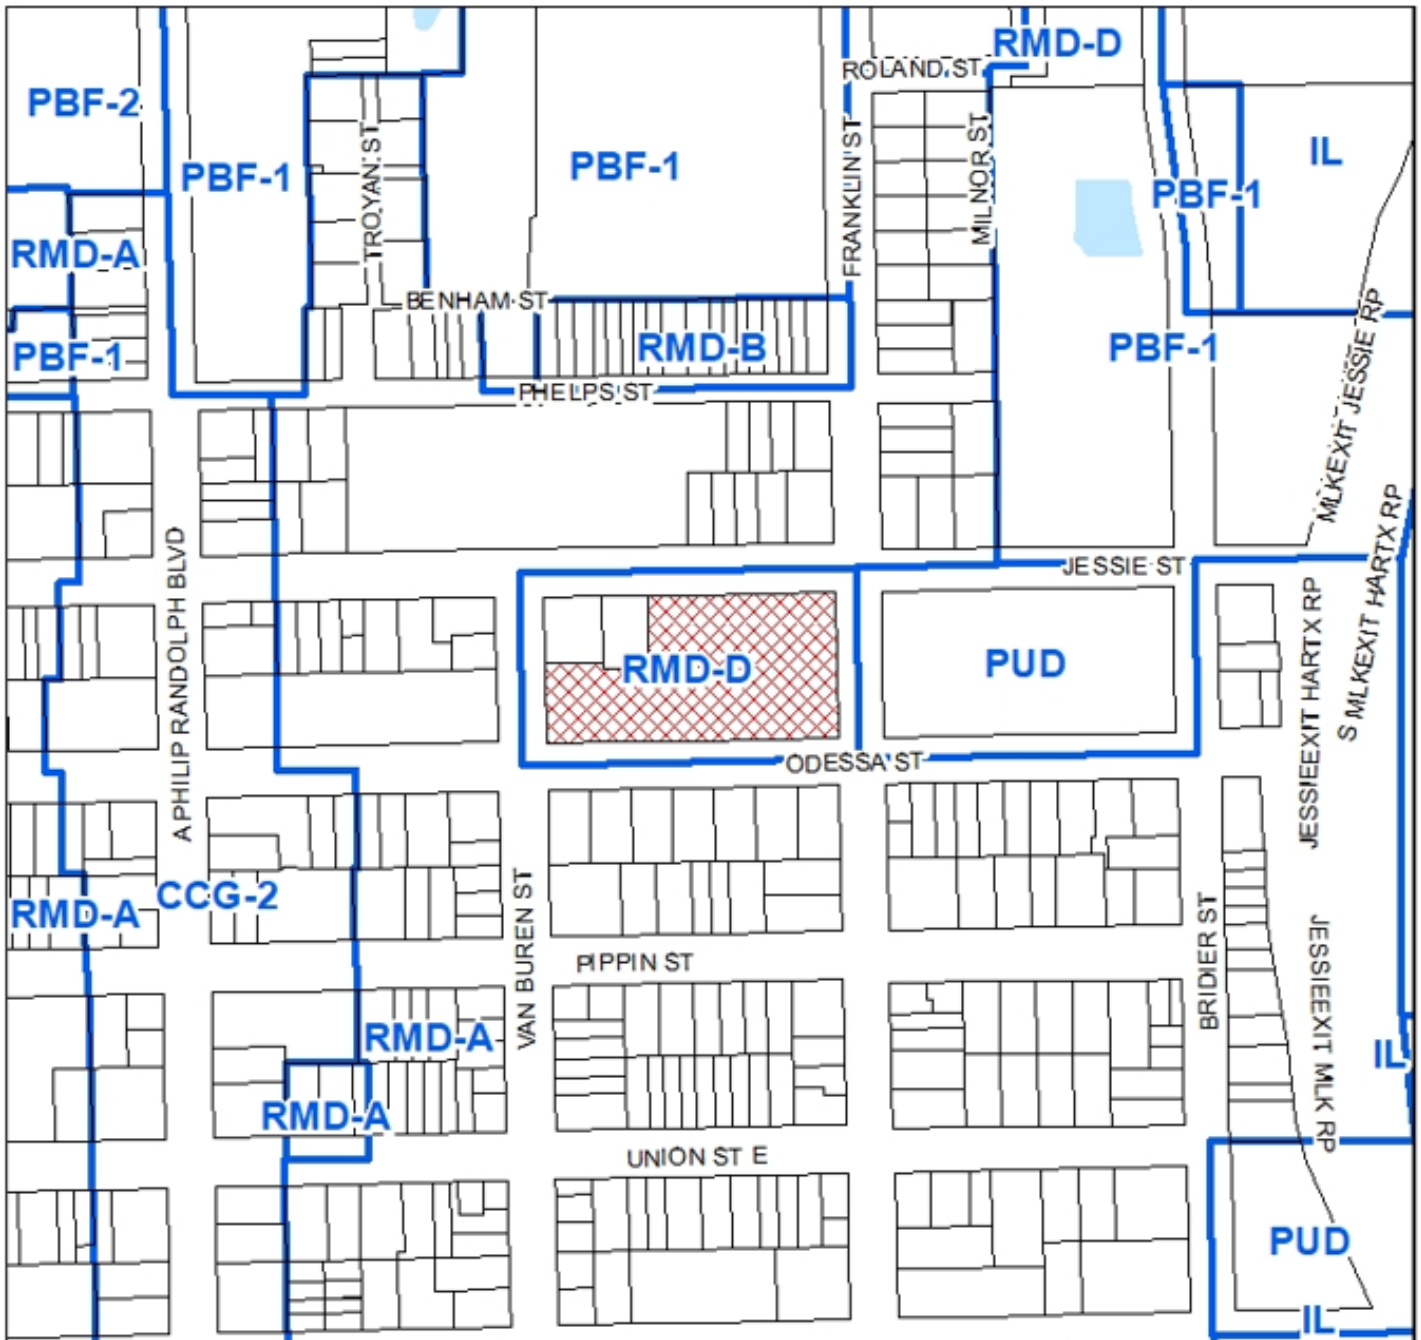 RMD-D
ROLAND ST
PBF-2
PBF-1
TROYAN ST
PBF-1
FRANKLIN ST
MILNOR ST
PBF-1
IL
RMD-A
BENHAM ST
PBF-1
RMD-B
PBF-1
MLKEXIT JESSIE RP
PHELPS ST
A PHILIP RANDOLPH BLVD
JESSIE ST
S MLKEXIT HARTX RP
JESSIEEXIT HARTX RP
RMD-D
PUD
ODESSA ST
RMD-A
CCG-2
VAN BUREN ST
BRIDIER ST
PIPPIN ST
JESSIEEXIT MLK RP
RMD-A
IL
RMD-A
UNION ST E
PUD
IL